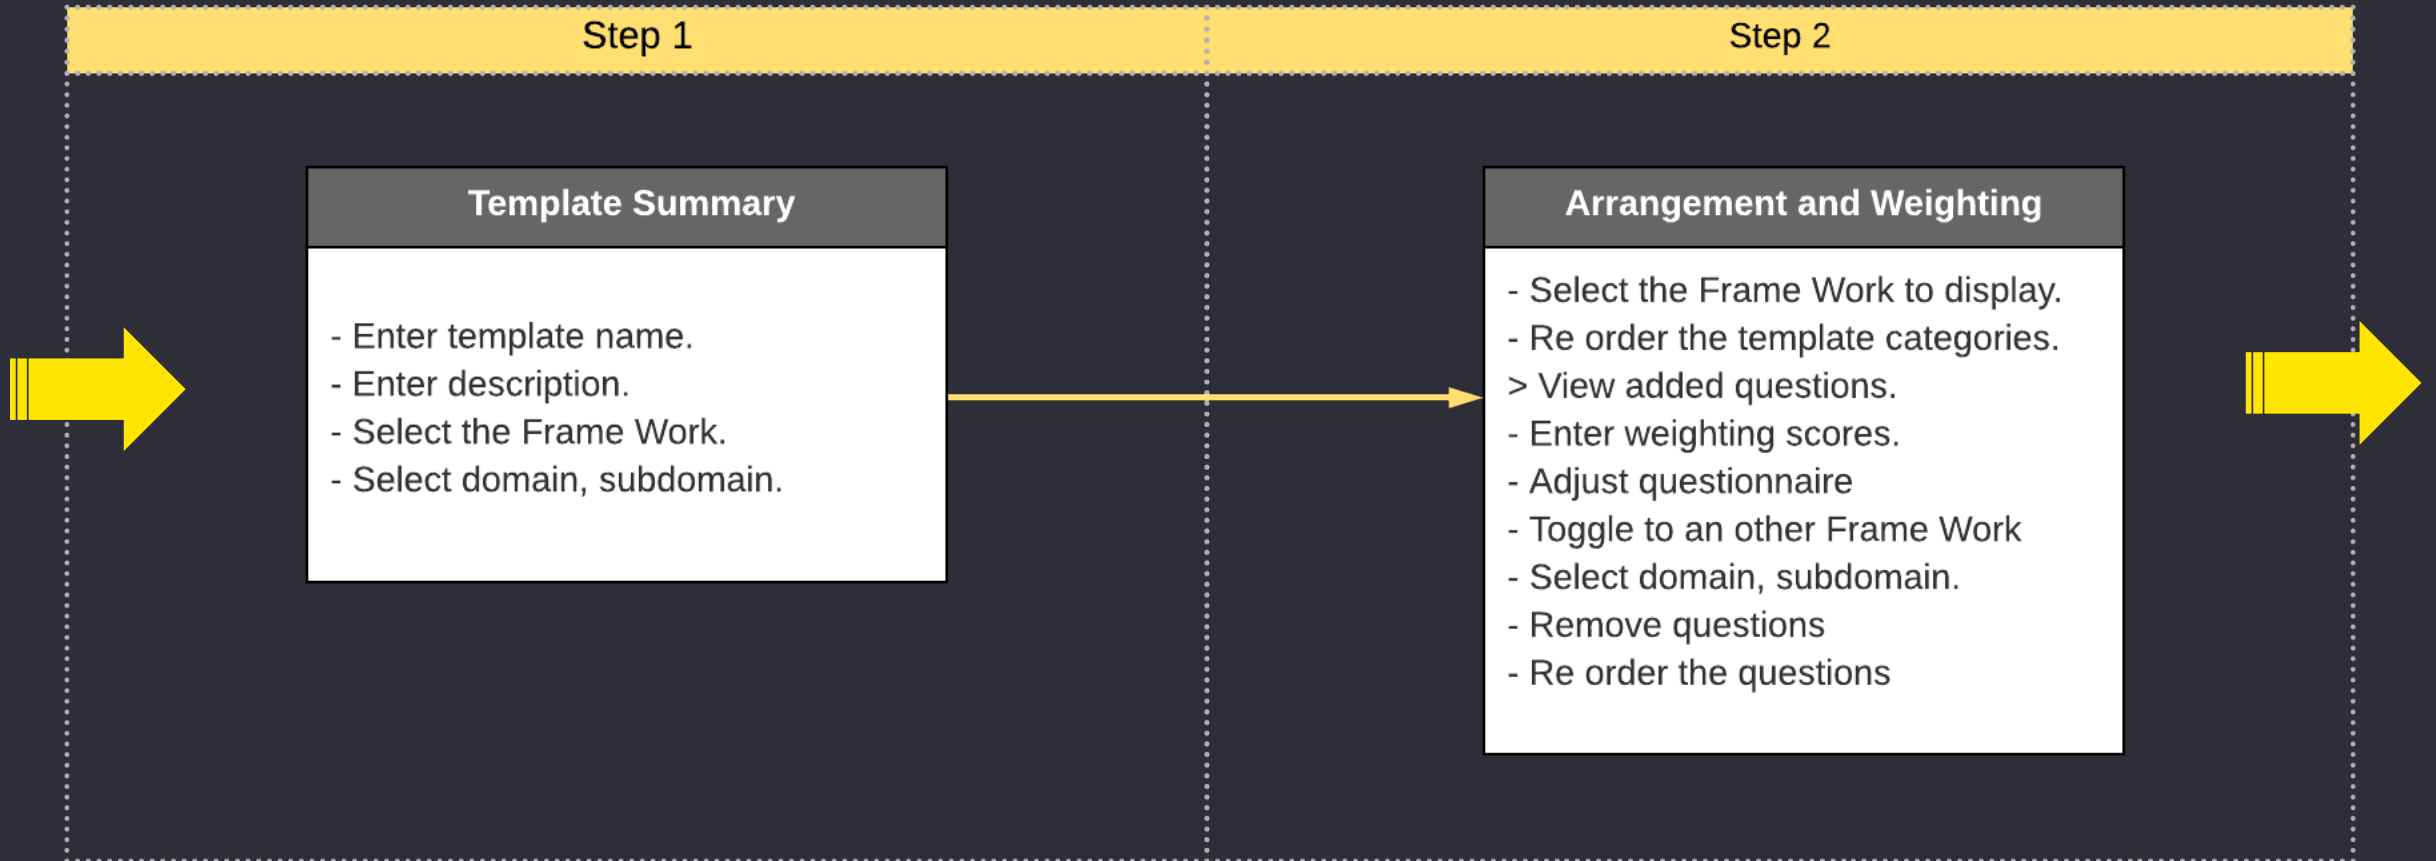 Step 1
Step 2
Template Summary
- Enter template name.
- Enter description.
- Select the Frame Work.
- Select domain, subdomain.
Arrangement and Weighting
- Select the Frame Work to display.
- Re order the template categories.
> View added questions.
- Enter weighting scores.
- Adjust questionnaire
- Toggle to an other Frame Work
- Select domain, subdomain.
- Remove questions
- Re order the questions